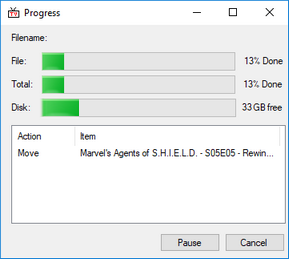 Progress
Filename:
File: 13% Done
Total: 13% Done
Disk: 33 GB free
Action Item
Move Marvel's Agents of S.H.I.E.L.D. - S05E05 - Rewin...
Pause Cancel